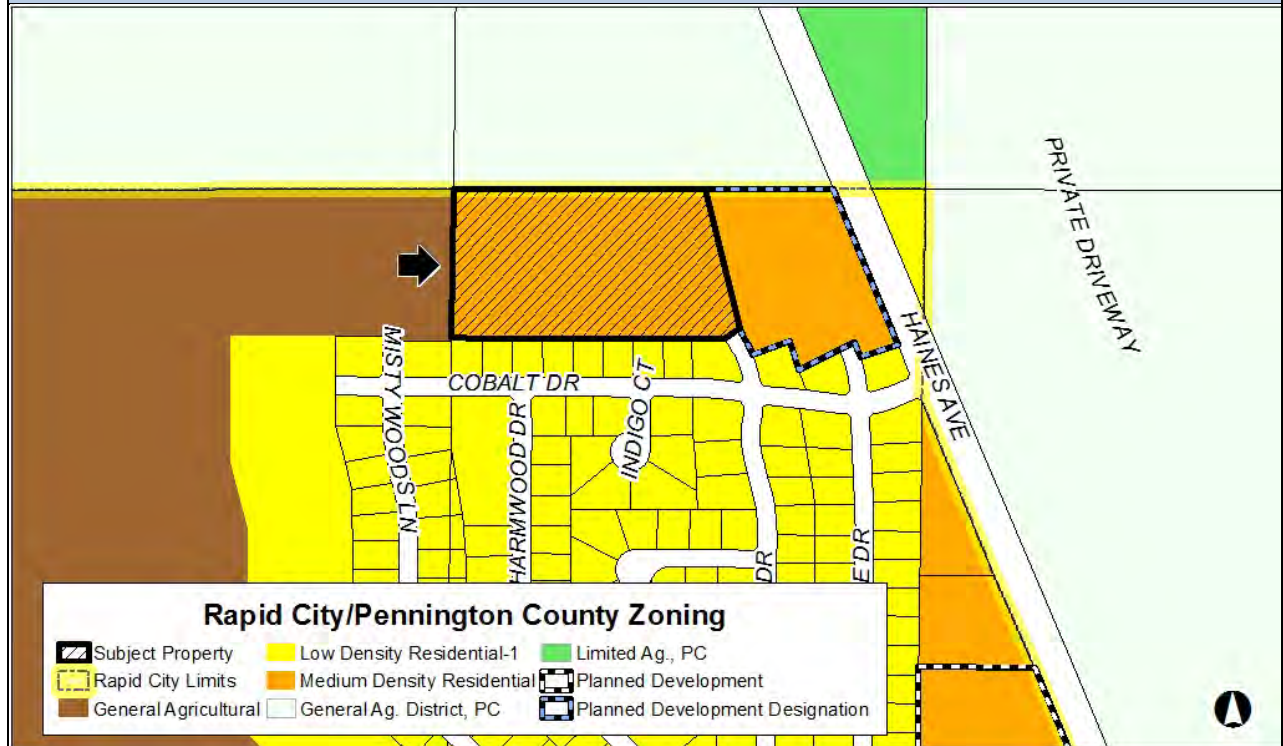 PRIVATE DRIVEWAY
HAINES AVE
MISTY WOODS LN
COBALT DR
HARMWOOD DR
INDIGO CT
DR
E DR
Rapid City/Pennington County Zoning
Subject Property
Low Density Residential-1
Limited Ag., PC
Rapid City Limits
Medium Density Residential
Planned Development
General Agricultural
General Ag. District, PC
Planned Development Designation